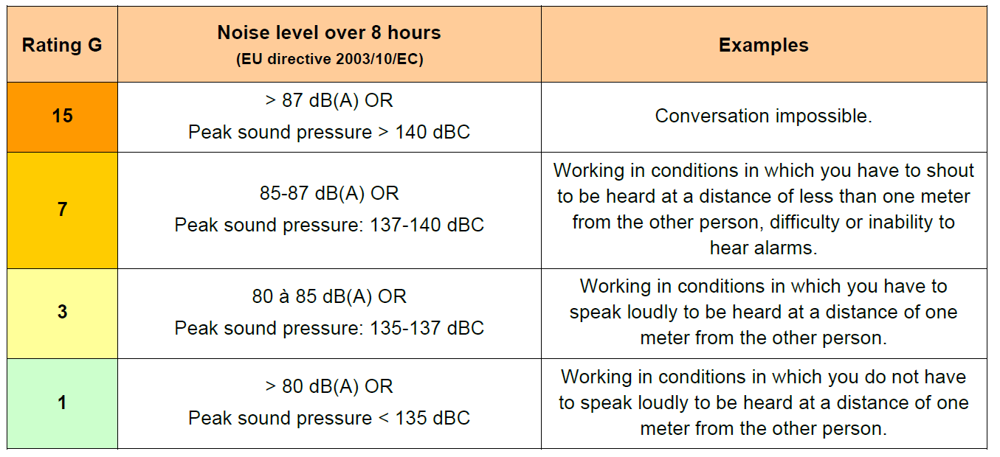 Rating G
Noise level over 8 hours
(EU directive 2003/10/EC)
Examples
15
> 87 dB(A) OR
Peak sound pressure > 140 dBC
Conversation impossible.
7
85-87 dB(A) OR
Peak sound pressure: 137-140 dBC
Working in conditions in which you have to shout
to be heard at a distance of less than one meter
from the other person, difficulty or inability to
hear alarms.
3
80 à 85 dB(A) OR
Peak sound pressure: 135-137 dBC
Working in conditions in which you have to
speak loudly to be heard at a distance of one
meter from the other person.
1
> 80 dB(A) OR
Peak sound pressure < 135 dBC
Working in conditions in which you do not have
to speak loudly to be heard at a distance of one
meter from the other person.